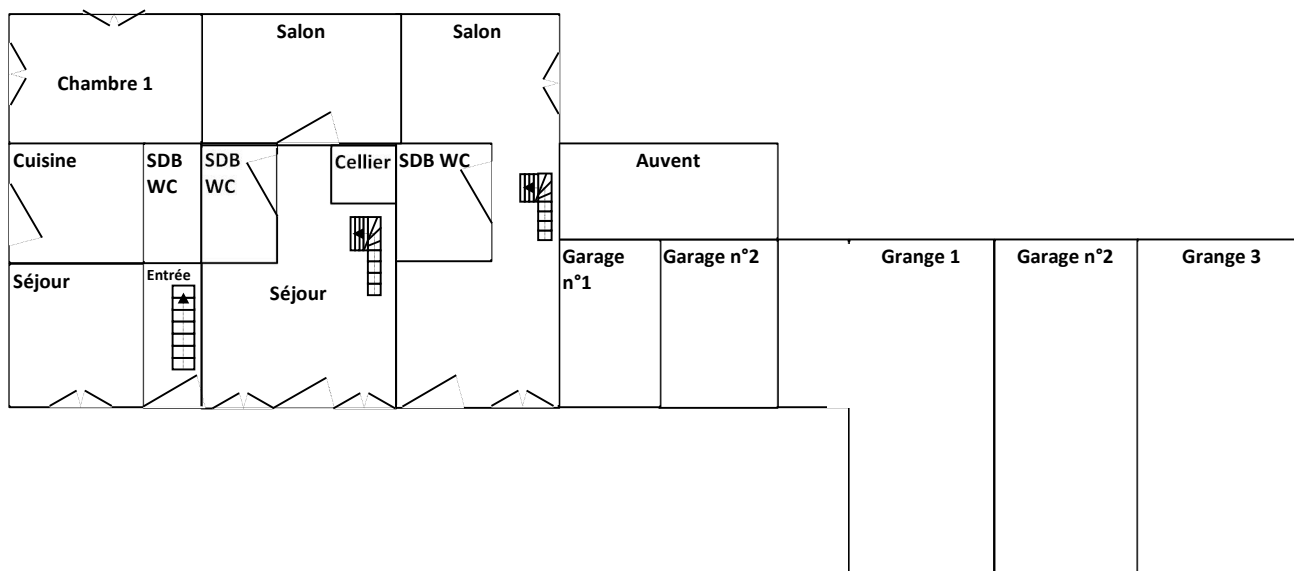 Salon
Salon
Chambre 1
Cuisine
SDB
WC
SDB
WC
Cellier
SDB WC
Auvent
Séjour
Entrée
Séjour
Garage
n°1
Garage n°2
Grange 1
Garage n°2
Grange 3